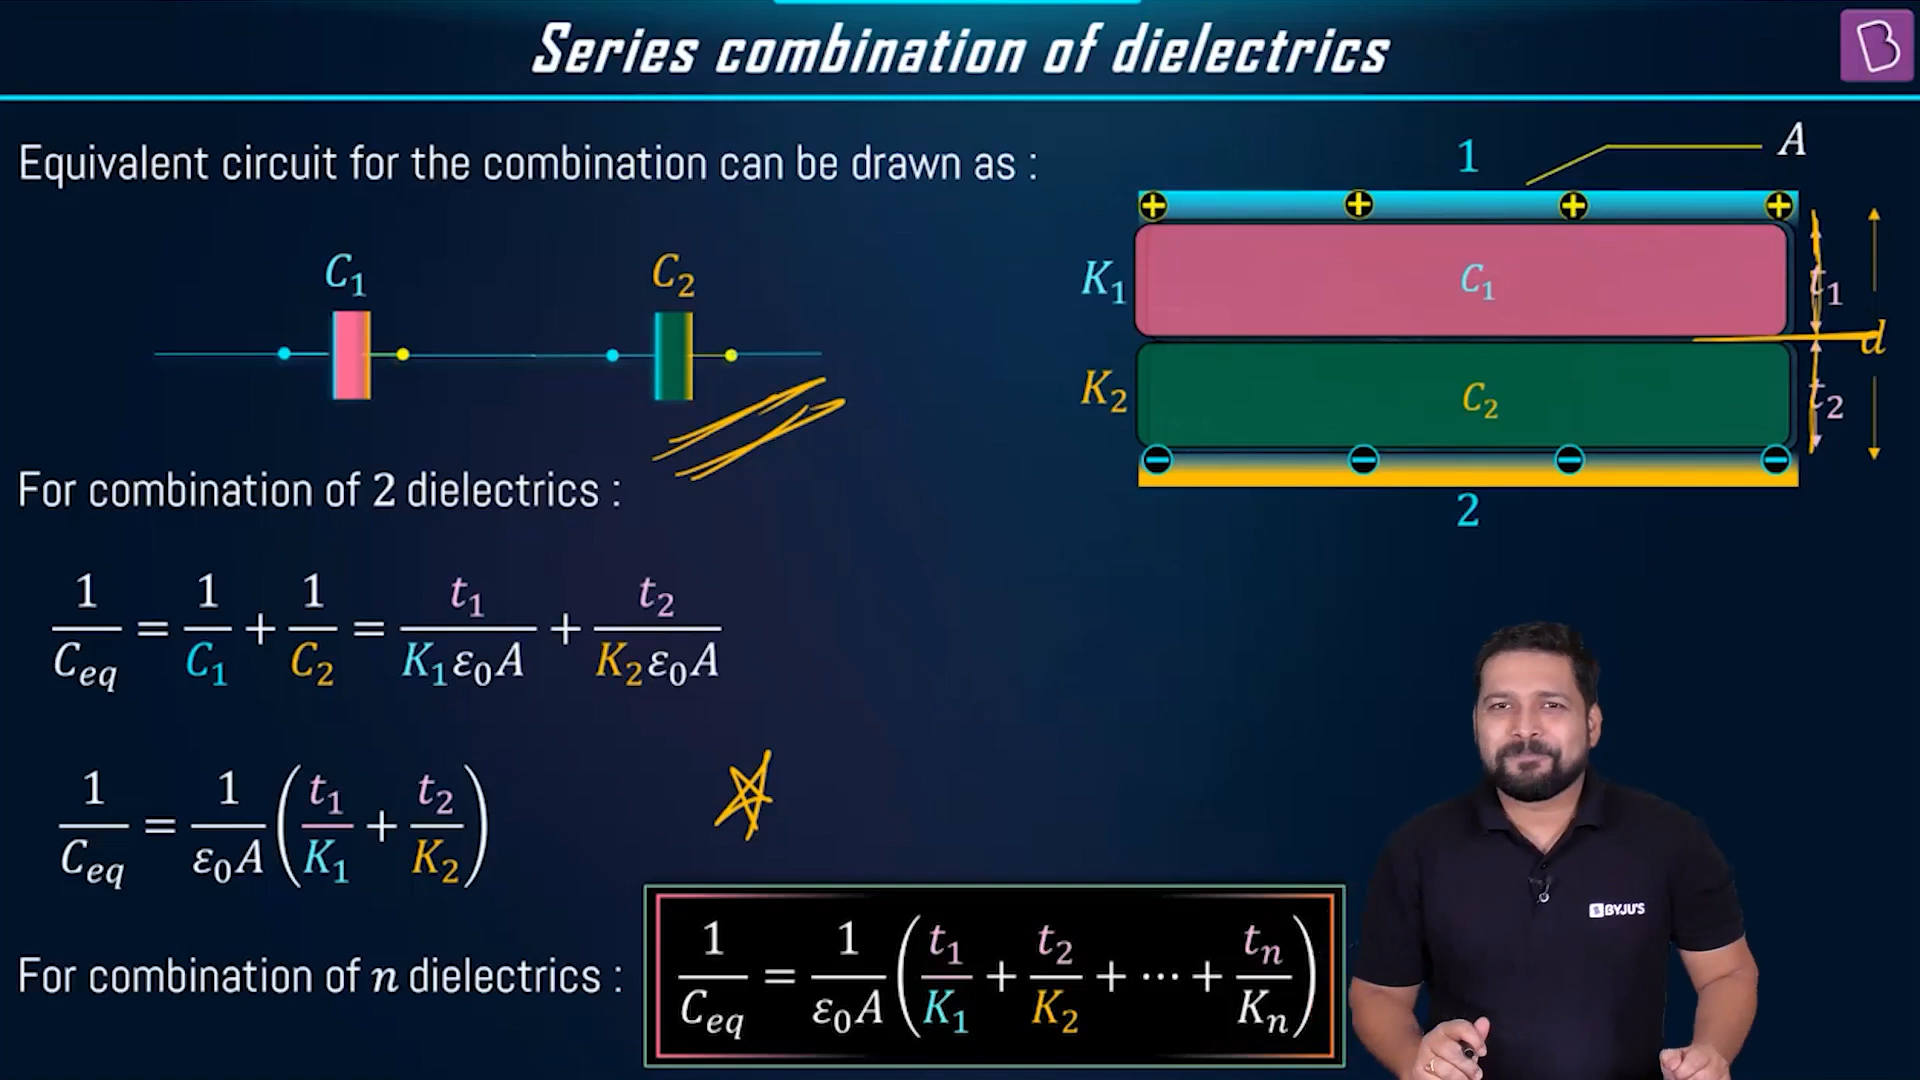 Series combination of dielectrics
B
Equivalent circuit for the combination can be drawn as :
C₁ C₂
1
A
K₁ C₁ t₁
d
K₂ C₂ t₂
2
For combination of 2 dielectrics :
1/C_eq = 1/C₁ + 1/C₂ = t₁/K₁ε₀A + t₂/K₂ε₀A
1/C_eq = 1/ε₀A (t₁/K₁ + t₂/K₂)
For combination of n dielectrics : 1/C_eq = 1/ε₀A (t₁/K₁ + t₂/K₂ + ⋯ + tₙ/Kₙ)
BYJU'S